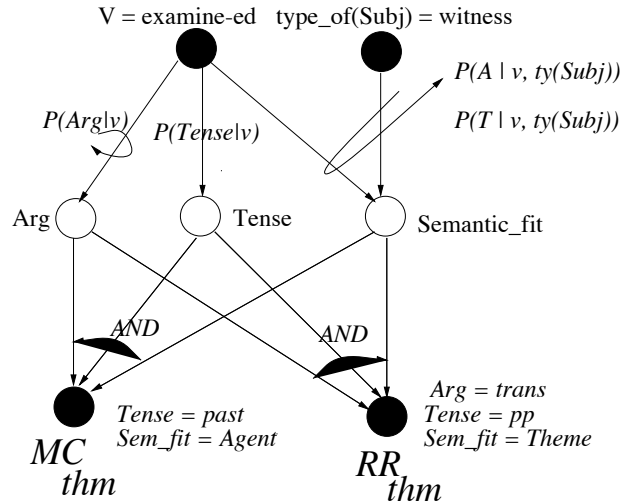 V = examine-ed type_of(Subj) = witness
P(A | v, ty(Subj))
P(Arg|v)
P(Tense|v)
P(T | v, ty(Subj))
Arg
Tense
Semantic_fit
AND
AND
Arg = trans
Tense = past
Tense = pp
Sem_fit = Agent
Sem_fit = Theme
MC thm
RR thm